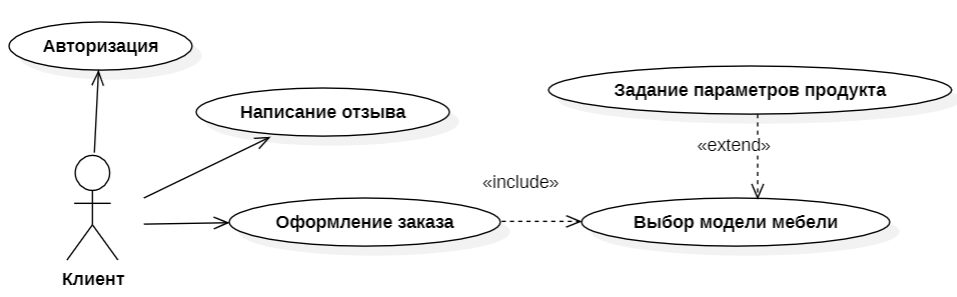 Авторизация
Задание параметров продукта
Написание отзыва
«extend»
«include»
Оформление заказа
Выбор модели мебели
Клиент